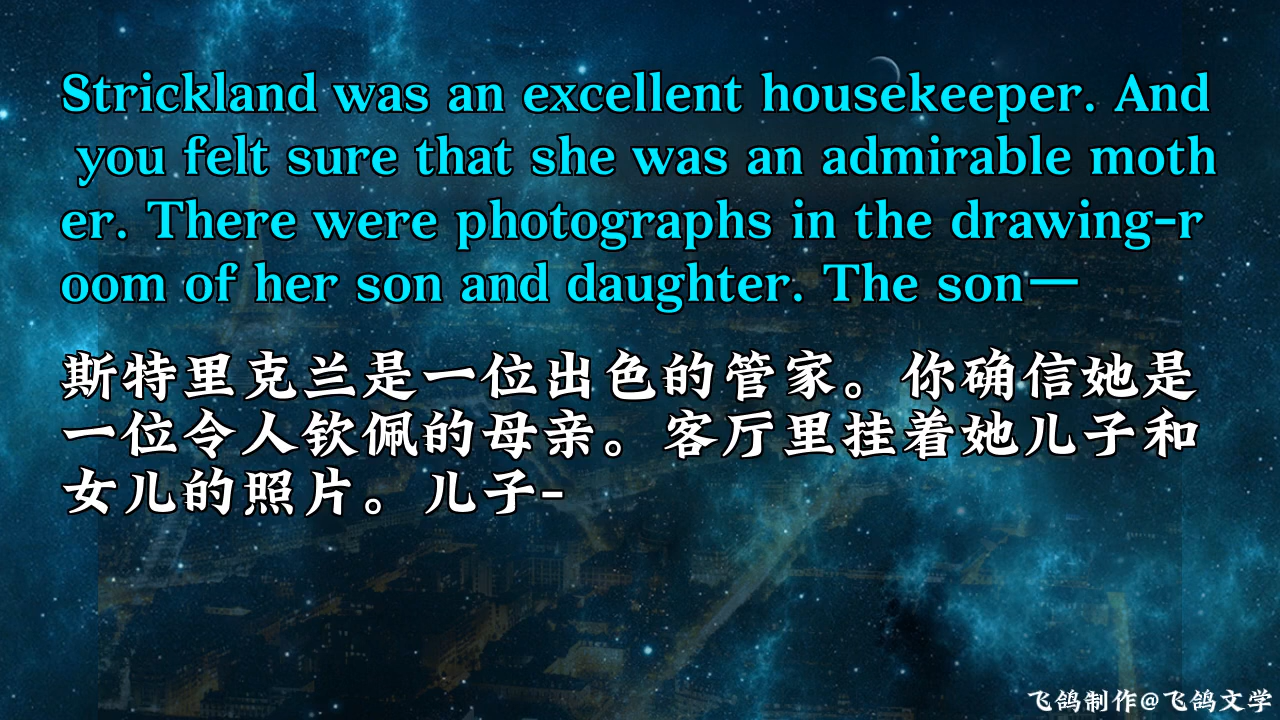 Strickland was an excellent housekeeper. And
you felt sure that she was an admirable moth
er. There were photographs in the drawing-r
oom of her son and daughter. The son—
斯特里克兰是一位出色的管家。你确信她是
一位令人钦佩的母亲。客厅里挂着她儿子和
女儿的照片。儿子-
飞鸽制作@飞鸽文学